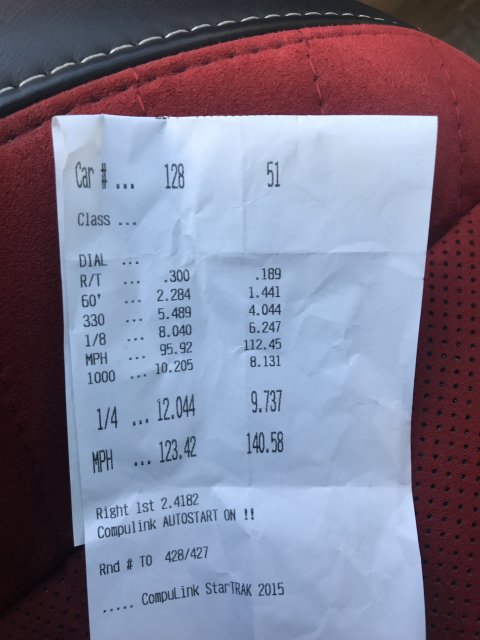 Car # ... 128 51
Class ...
DIAL ...
R/T ... .300 .189
60' ... 2.284 1.441
330 ... 5.489 4.044
1/8 ... 8.040 6.247
MPH ... 95.92 112.45
1000 ... 10.205 8.131
1/4 ... 12.044 9.737
MPH ... 123.42 140.58
Right 1st 2.4182
Compulink AUTOSTART ON !!
Rnd # TO 428/427
..... CompuLink StarTRAK 2015